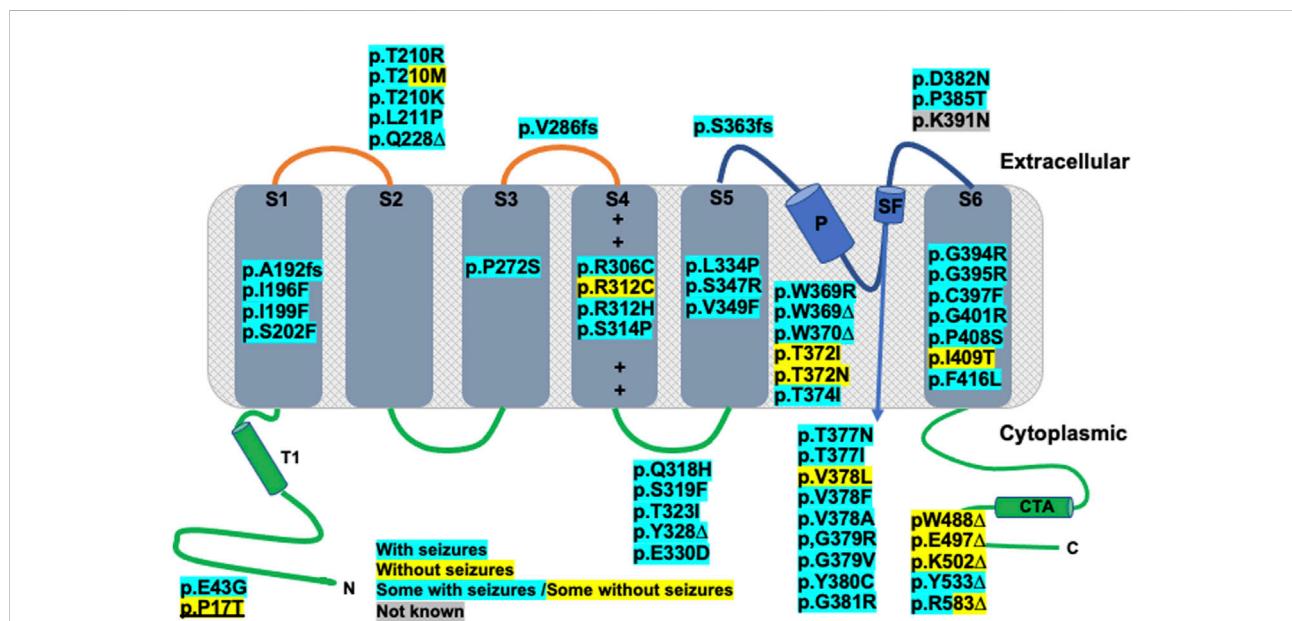 p.T210R
p.T210M
p.T210K
p.L211P
p.Q228Δ
p.V286fs
p.S363fs
p.D382N
p.P385T
p.K391N
Extracellular
S1
S2
S3
S4
S5
P
SF
S6
+
+
p.A192fs
p.I196F
p.I199F
p.S202F
p.P272S
p.R306C
p.R312C
p.R312H
p.S314P
+
+
p.L334P
p.S347R
p.V349F
p.W369R
p.W369Δ
p.W370Δ
p.T372I
p.T372N
p.T374I
p.G394R
p.G395R
p.C397F
p.G401R
p.P408S
p.I409T
p.F416L
Cytoplasmic
T1
p.Q318H
p.S319F
p.T323I
p.Y328Δ
p.E330D
p.T377N
p.T377I
p.V378L
p.V378F
p.V378A
p,G379R
p.G379V
p.Y380C
p.G381R
CTA
pW488Δ
p.E497Δ
p.K502Δ
p.Y533Δ
p.R583Δ
C
N
p.E43G
p.P17T
With seizures
Without seizures
Some with seizures /Some without seizures
Not known